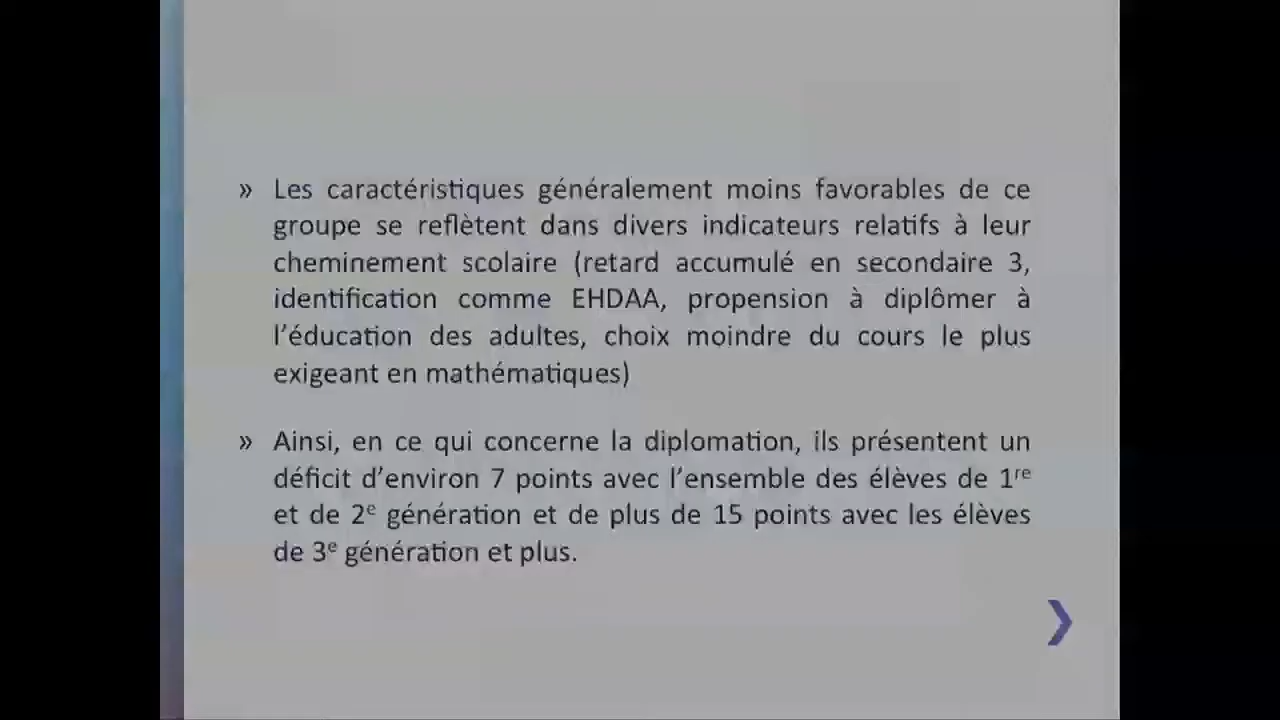 » Les caractéristiques généralement moins favorables de ce
groupe se reflètent dans divers indicateurs relatifs à leur
cheminement scolaire (retard accumulé en secondaire 3,
identification comme EHDAA, propension à diplômer à
l'éducation des adultes, choix moindre du cours le plus
exigeant en mathématiques)
» Ainsi, en ce qui concerne la diplomation, ils présentent un
déficit d'environ 7 points avec l'ensemble des élèves de 1re
et de 2e génération et de plus de 15 points avec les élèves
de 3e génération et plus.